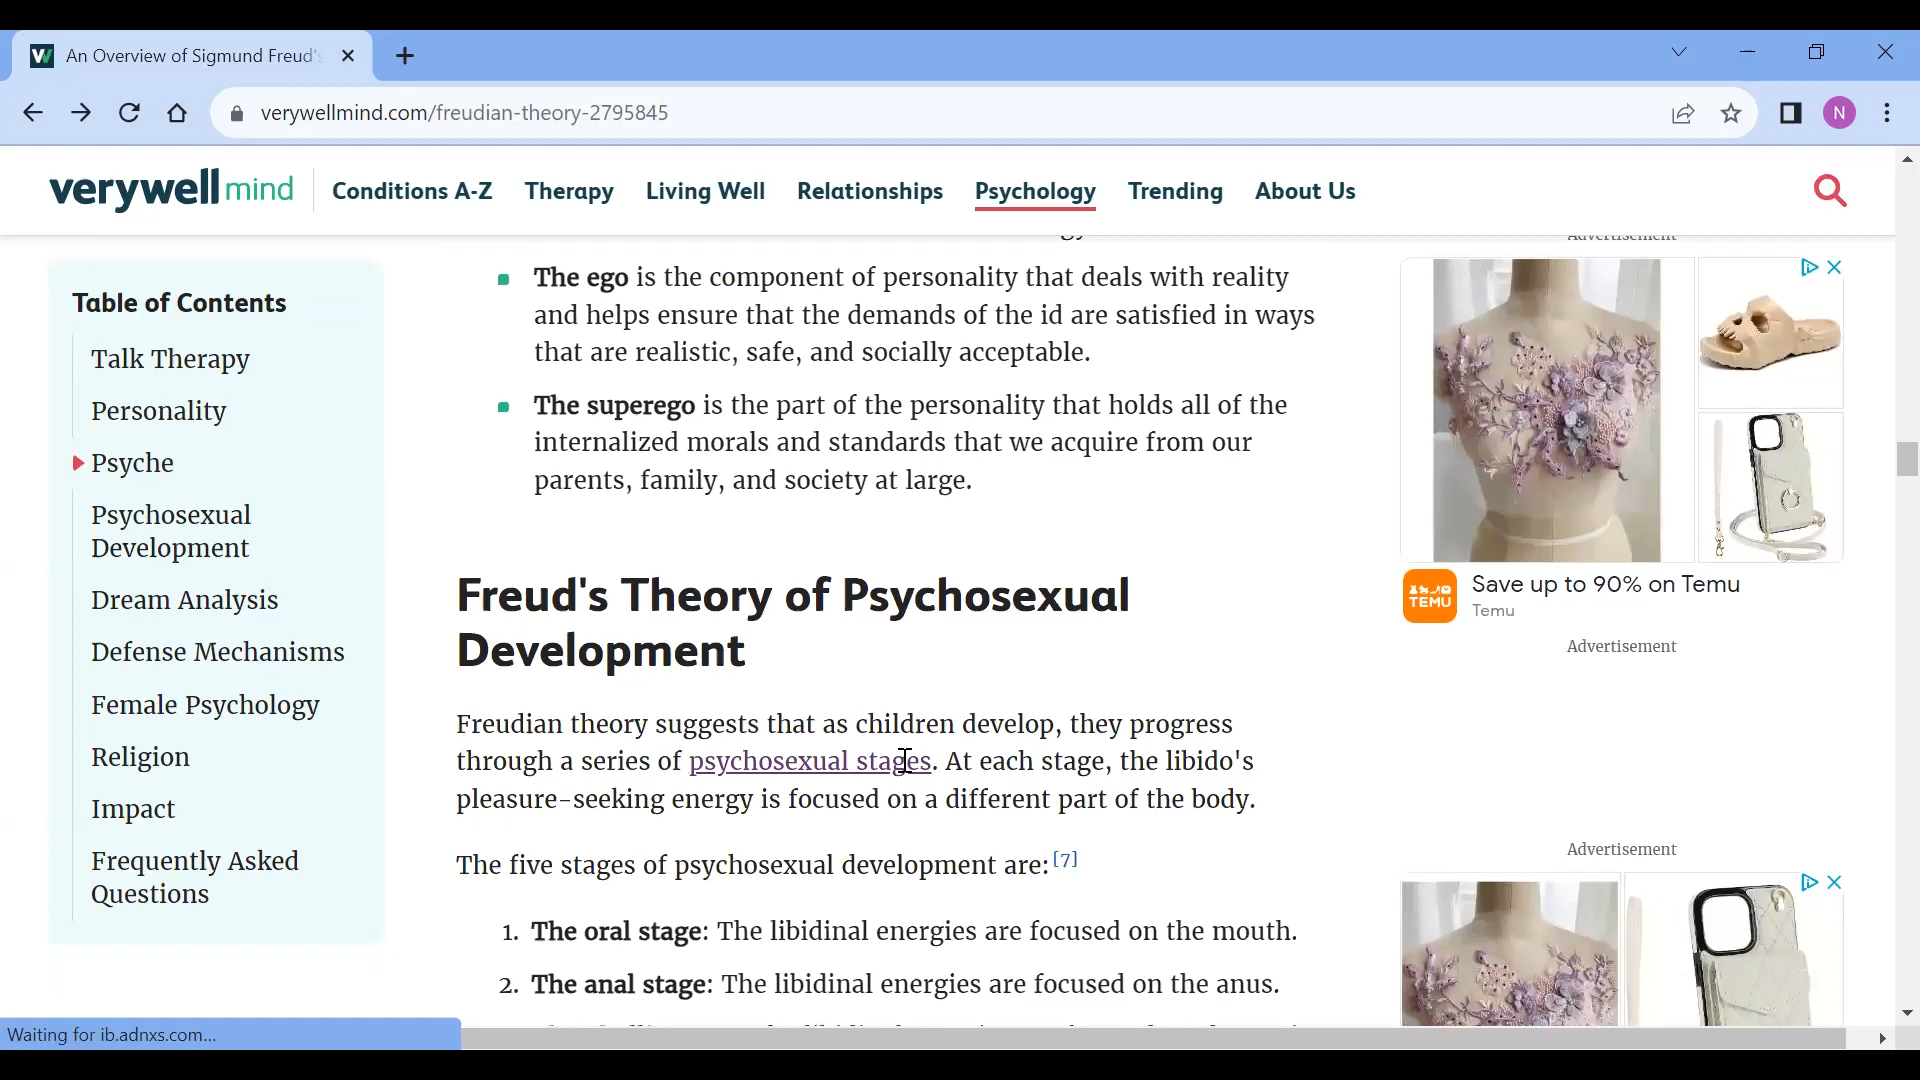 An Overview of Sigmund Freud's
verywellmind.com/freudian-theory-2795845
N
verywell mind
Conditions A-Z
Therapy
Living Well
Relationships
Psychology
Trending
About Us
Table of Contents
Talk Therapy
Personality
Psyche
Psychosexual
Development
Dream Analysis
Defense Mechanisms
Female Psychology
Religion
Impact
Frequently Asked
Questions
The ego is the component of personality that deals with reality
and helps ensure that the demands of the id are satisfied in ways
that are realistic, safe, and socially acceptable.
The superego is the part of the personality that holds all of the
internalized morals and standards that we acquire from our
parents, family, and society at large.
Freud's Theory of Psychosexual
Development
Freudian theory suggests that as children develop, they progress
through a series of psychosexual stages. At each stage, the libido's
pleasure-seeking energy is focused on a different part of the body.
The five stages of psychosexual development are: [7]
1. The oral stage: The libidinal energies are focused on the mouth.
2. The anal stage: The libidinal energies are focused on the anus.
Advertisement
TEMU
Save up to 90% on Temu
Temu
Advertisement
Advertisement
Waiting for ib.adnxs.com...